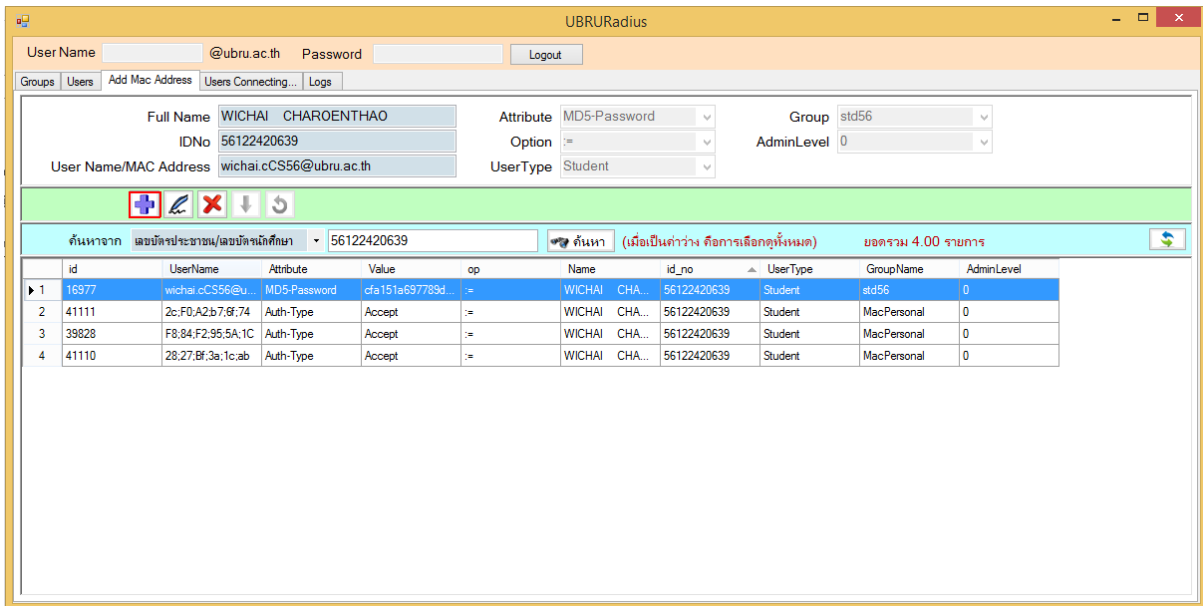 UBRURadius
User Name @ubru.ac.th Password Logout
Groups Users Add Mac Address Users Connecting... Logs
Full Name WICHAI CHAROENTHAO Attribute MD5-Password Group std56
IDNo 56122420639 Option := AdminLevel 0
User Name/MAC Address wichai.cCS56@ubru.ac.th UserType Student
ค้นหาจาก เลขบัตรประชาชน/เลขบัตรนักศึกษา 56122420639 ค้นหา (เมื่อเป็นค่าว่าง คือการเลือกดูทั้งหมด) ยอดรวม 4.00 รายการ
id UserName Attribute Value op Name id_no UserType GroupName AdminLevel
1 16977 wichai.cCS56@u... MD5-Password cfa151a697789d... := WICHAI CHA... 56122420639 Student std56 0
2 41111 2c;F0;A2;b7;6f;74 Auth-Type Accept := WICHAI CHA... 56122420639 Student MacPersonal 0
3 39828 F8;84;F2;95;5A;1C Auth-Type Accept := WICHAI CHA... 56122420639 Student MacPersonal 0
4 41110 28;27;Bf;3a;1c;ab Auth-Type Accept := WICHAI CHA... 56122420639 Student MacPersonal 0